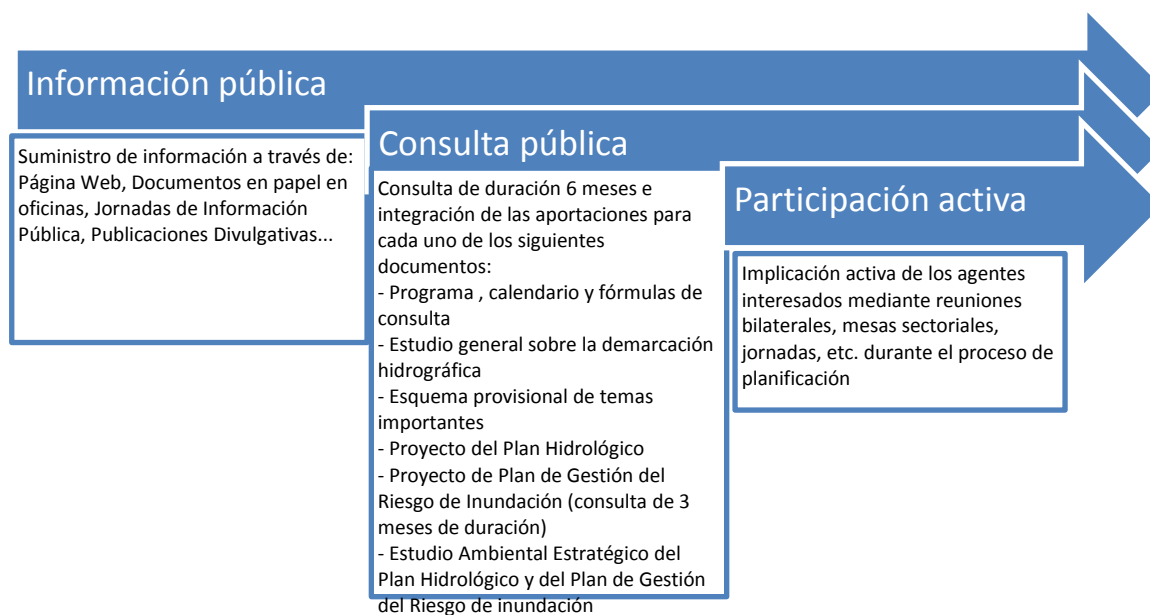 Información pública
Suministro de información a través de:
Página Web, Documentos en papel en
oficinas, Jornadas de Información
Pública, Publicaciones Divulgativas...
Consulta pública
Consulta de duración 6 meses e
integración de las aportaciones para
cada uno de los siguientes
documentos:
- Programa , calendario y fórmulas de
consulta
- Estudio general sobre la demarcación
hidrográfica
- Esquema provisional de temas
importantes
- Proyecto del Plan Hidrológico
- Proyecto de Plan de Gestión del
Riesgo de Inundación (consulta de 3
meses de duración)
- Estudio Ambiental Estratégico del
Plan Hidrológico y del Plan de Gestión
del Riesgo de inundación
Participación activa
Implicación activa de los agentes
interesados mediante reuniones
bilaterales, mesas sectoriales,
jornadas, etc. durante el proceso de
planificación